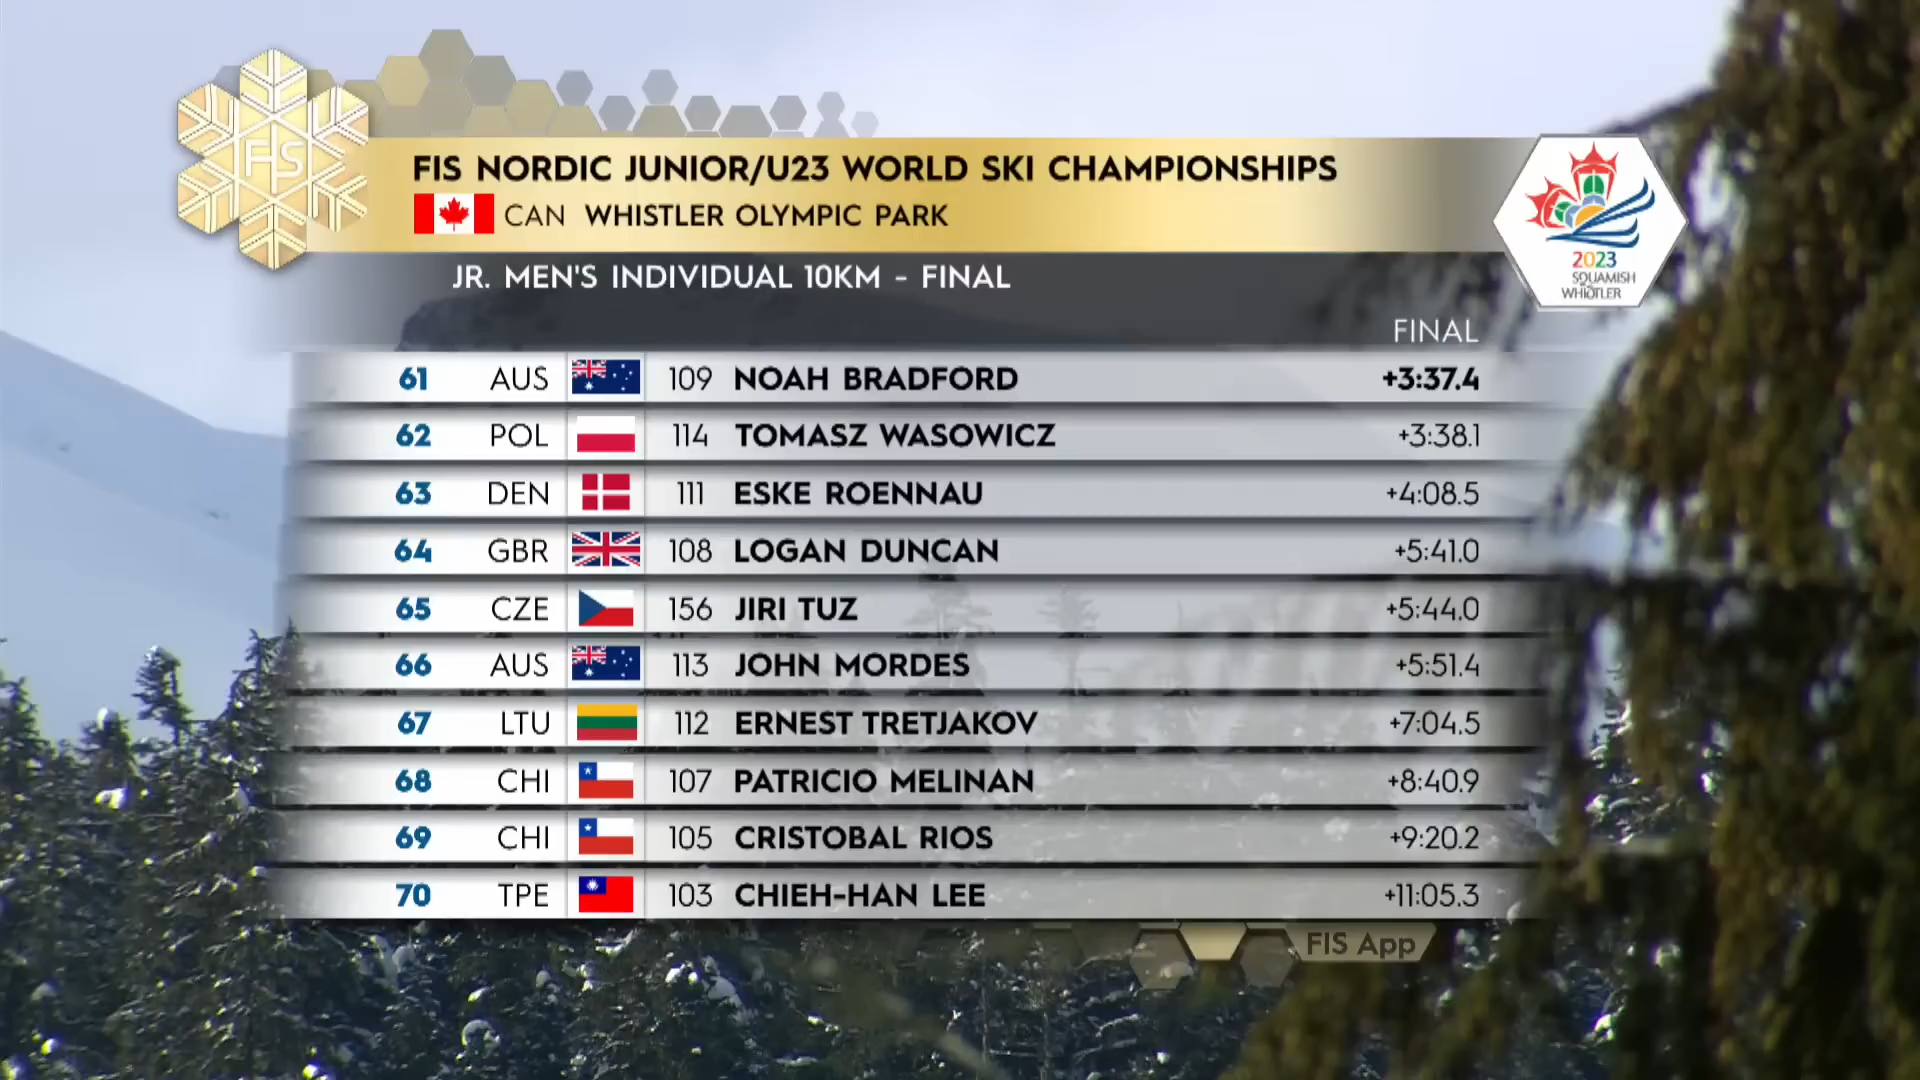 FIS
FIS NORDIC JUNIOR/U23 WORLD SKI CHAMPIONSHIPS
CAN WHISTLER OLYMPIC PARK
2023
SQUAMISH
WHISTLER
JR. MEN'S INDIVIDUAL 10KM - FINAL
FINAL
61 AUS 109 NOAH BRADFORD +3:37.4
62 POL 114 TOMASZ WASOWICZ +3:38.1
63 DEN 111 ESKE ROENNAU +4:08.5
64 GBR 108 LOGAN DUNCAN +5:41.0
65 CZE 156 JIRI TUZ +5:44.0
66 AUS 113 JOHN MORDES +5:51.4
67 LTU 112 ERNEST TRETJAKOV +7:04.5
68 CHI 107 PATRICIO MELINAN +8:40.9
69 CHI 105 CRISTOBAL RIOS +9:20.2
70 TPE 103 CHIEH-HAN LEE +11:05.3
FIS App